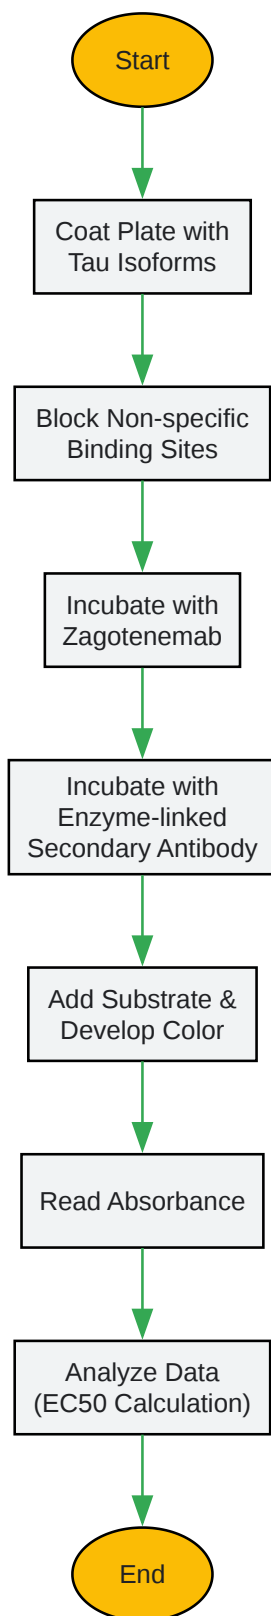 Start
Coat Plate with
Tau Isoforms
Block Non-specific
Binding Sites
Incubate with
Zagotenemab
Incubate with
Enzyme-linked
Secondary Antibody
Add Substrate &
Develop Color
Read Absorbance
Analyze Data
(EC50 Calculation)
End